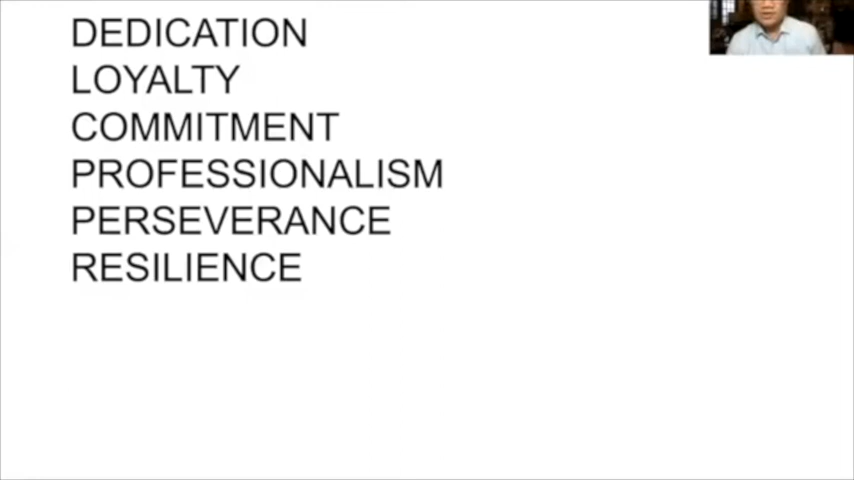 DEDICATION
LOYALTY
COMMITMENT
PROFESSIONALISM
PERSEVERANCE
RESILIENCE